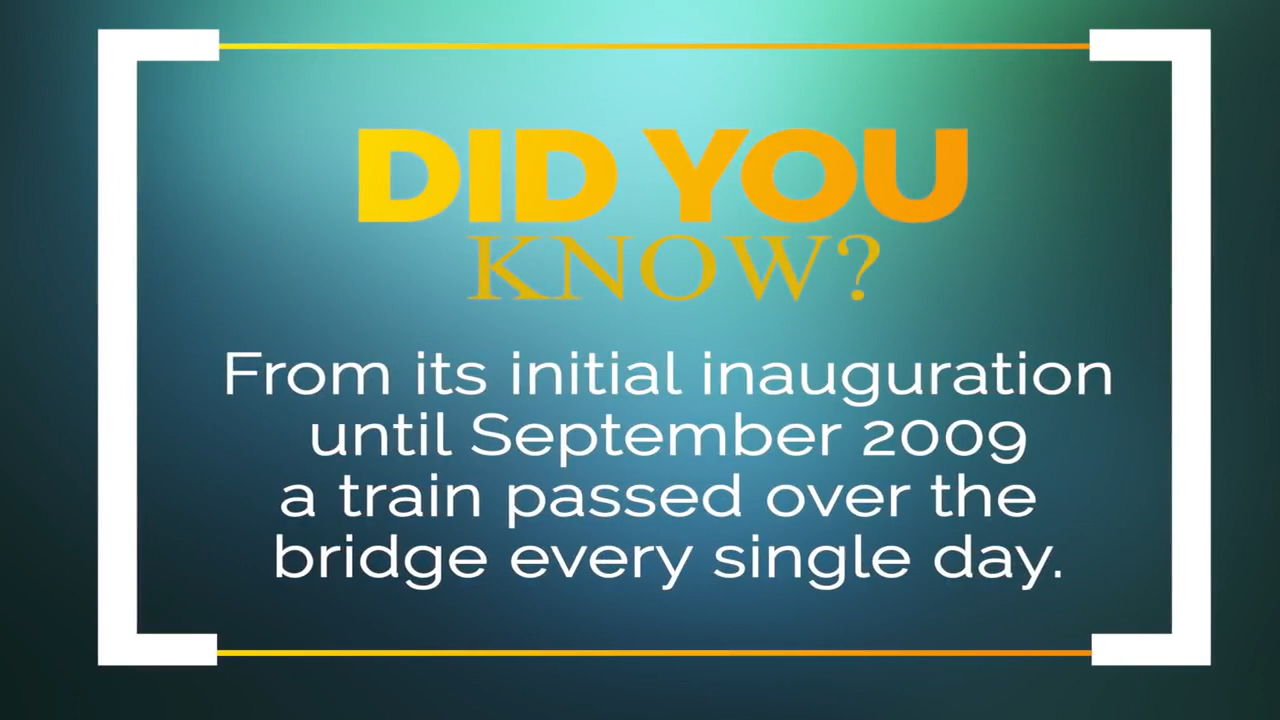 DID YOU
KNOW?
From its initial inauguration
until September 2009
a train passed over the
bridge every single day.